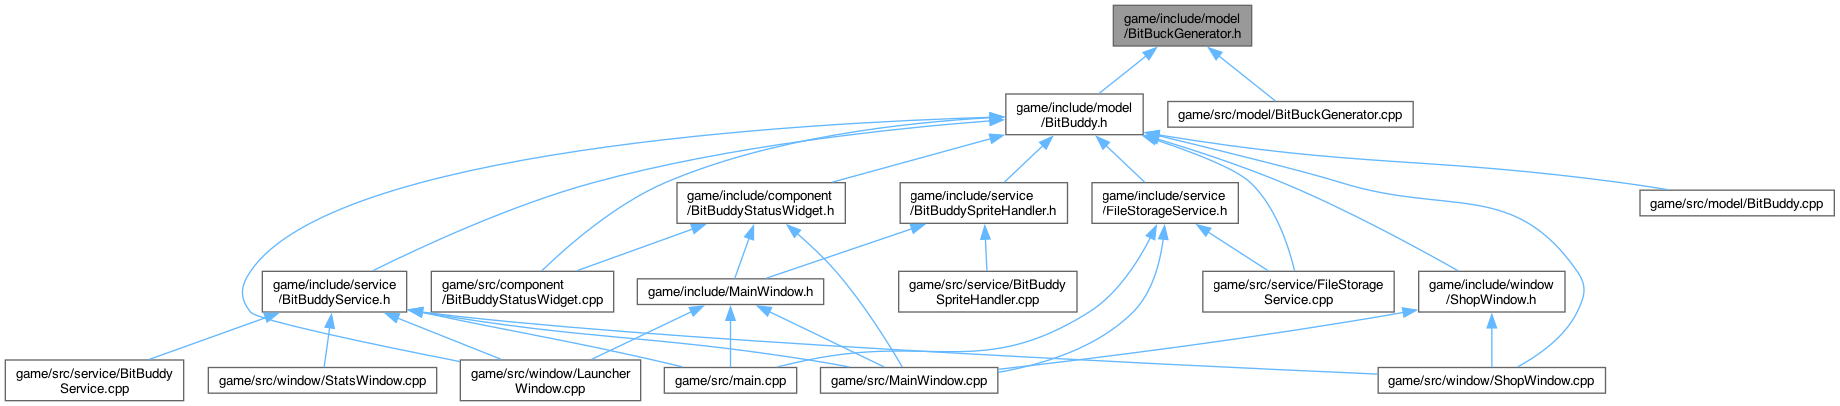 game/include/model
/BitBuckGenerator.h
game/include/model
/BitBuddy.h
game/src/model/BitBuckGenerator.cpp
game/include/component
/BitBuddyStatusWidget.h
game/include/service
/BitBuddySpriteHandler.h
game/include/service
/FileStorageService.h
game/src/model/BitBuddy.cpp
game/include/service
/BitBuddyService.h
game/src/component
/BitBuddyStatusWidget.cpp
game/include/MainWindow.h
game/src/service/BitBuddy
SpriteHandler.cpp
game/src/service/FileStorage
Service.cpp
game/include/window
/ShopWindow.h
game/src/service/BitBuddy
Service.cpp
game/src/window/StatsWindow.cpp
game/src/window/Launcher
Window.cpp
game/src/main.cpp
game/src/MainWindow.cpp
game/src/window/ShopWindow.cpp